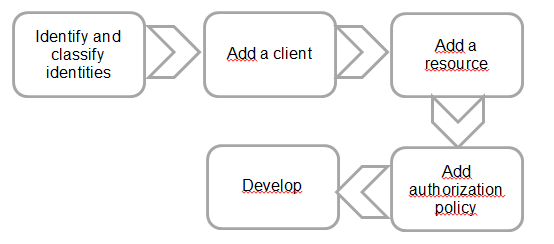 Identify and
classify
identities
Add a client
Add a
resource
Add
authorization
policy
Develop